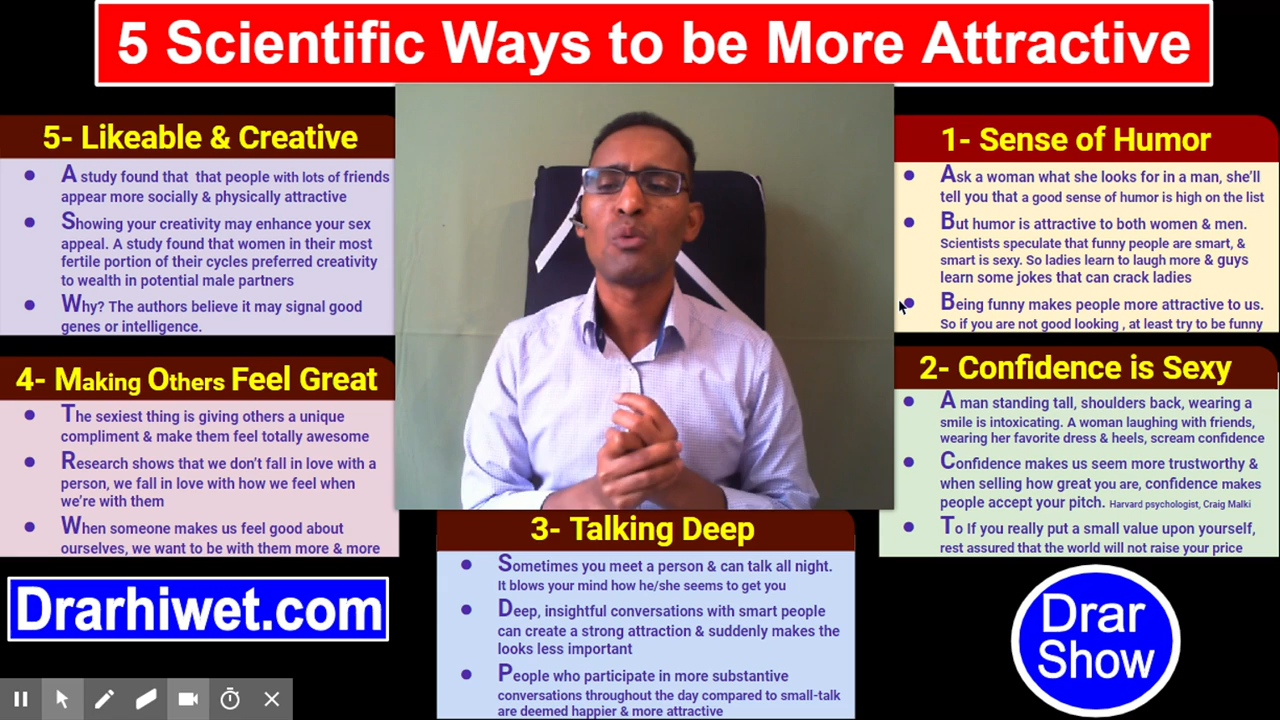 5 Scientific Ways to be More Attractive
1- Sense of Humor
Ask a woman what she looks for in a man, she'll
tell you that a good sense of humor is high on the list
But humor is attractive to both women & men.
Scientists speculate that funny people are smart, &
smart is sexy. So ladies learn to laugh more & guys
learn some jokes that can crack ladies
Being funny makes people more attractive to us.
So if you are not good looking , at least try to be funny
2- Confidence is Sexy
A man standing tall, shoulders back, wearing a
smile is intoxicating. A woman laughing with friends,
wearing her favorite dress & heels, scream confidence
Confidence makes us seem more trustworthy &
when selling how great you are, confidence makes
people accept your pitch. Harvard psychologist, Craig Malki
To If you really put a small value upon yourself,
rest assured that the world will not raise your price
3- Talking Deep
Sometimes you meet a person & can talk all night.
It blows your mind how he/she seems to get you
Deep, insightful conversations with smart people
can create a strong attraction & suddenly makes the
looks less important
People who participate in more substantive
conversations throughout the day compared to small-talk
are deemed happier & more attractive
4- Making Others Feel Great
The sexiest thing is giving others a unique
compliment & make them feel totally awesome
Research shows that we don't fall in love with a
person, we fall in love with how we feel when
we're with them
When someone makes us feel good about
ourselves, we want to be with them more & more
5- Likeable & Creative
A study found that that people with lots of friends
appear more socially & physically attractive
Showing your creativity may enhance your sex
appeal. A study found that women in their most
fertile portion of their cycles preferred creativity
to wealth in potential male partners
Why? The authors believe it may signal good
genes or intelligence.
Drarhiwet.com
Drar
Show